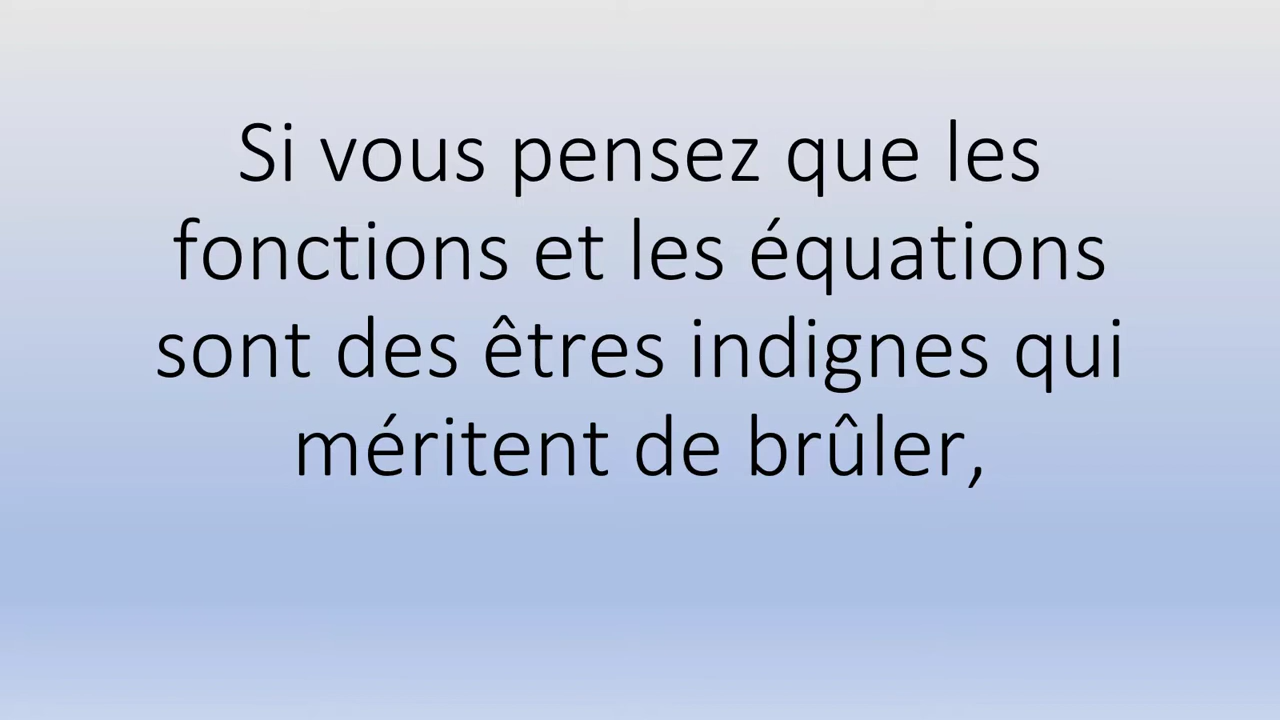 Si vous pensez que les
fonctions et les équations
sont des êtres indignes qui
méritent de brûler,